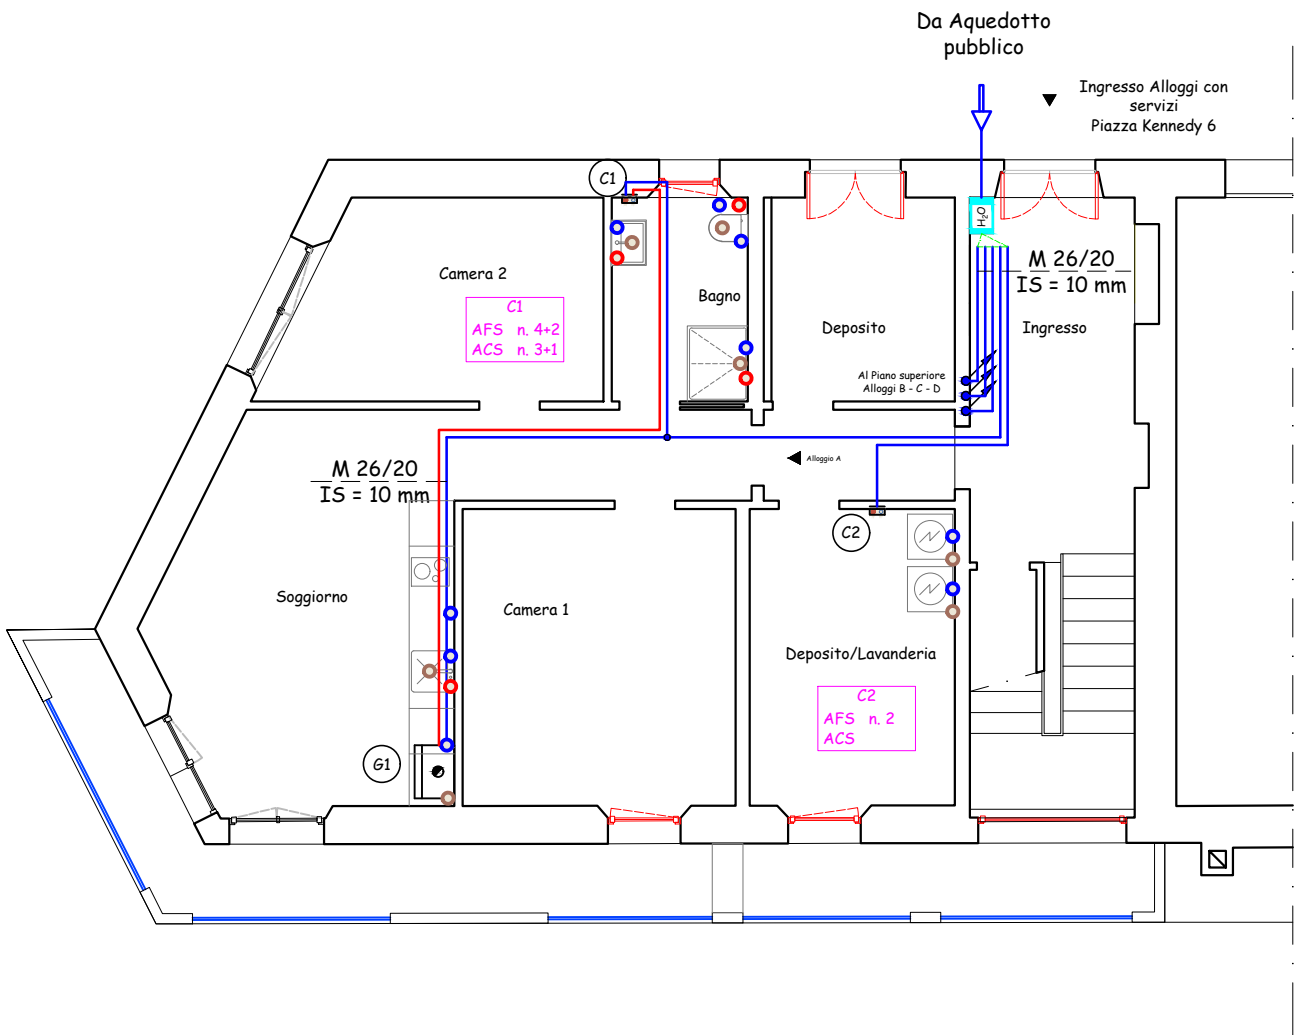 Da Aquedotto
pubblico
Ingresso Alloggi con
servizi
Piazza Kennedy 6
C1
H₂O
M 26/20
IS = 10 mm
Camera 2
C1
AFS n. 4+2
ACS n. 3+1
Bagno
Deposito
Ingresso
Al Piano superiore
Alloggi B - C - D
Alloggio A
M 26/20
IS = 10 mm
C2
Soggiorno
Camera 1
Deposito/Lavanderia
C2
AFS n. 2
ACS
G1